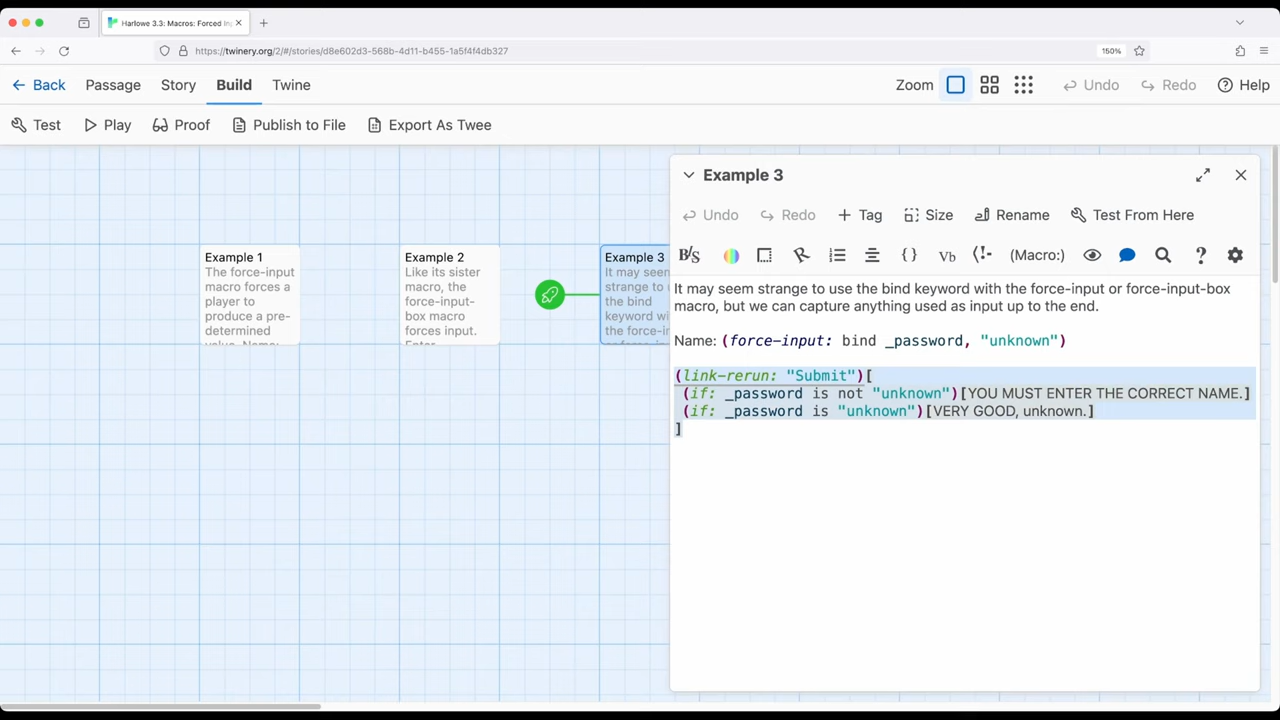 Harlowe 3.3: Macros: Forced In
https://twinery.org/2/#/stories/d8e602d3-568b-4d11-b455-1a5f4f4db327
150%
Back
Passage
Story
Build
Twine
Zoom
Undo
Redo
Help
Test
Play
Proof
Publish to File
Export As Twee
Example 1
The force-input
macro forces a
player to
produce a pre-
determined
value. Name:
Example 2
Like its sister
macro, the
force-input-
box macro
forces input.
Enter
Example 3
It may seem
strange to u
the bind
keyword with
the force-in
Example 3
Undo
Redo
+ Tag
Size
Rename
Test From Here
B/S
{}
Vb
(Macro:)
?
It may seem strange to use the bind keyword with the force-input or force-input-box
macro, but we can capture anything used as input up to the end.
Name: (force-input: bind _password, "unknown")
(link-rerun: "Submit")[
(if: _password is not "unknown")[YOU MUST ENTER THE CORRECT NAME.]
(if: _password is "unknown")[VERY GOOD, unknown.]
]